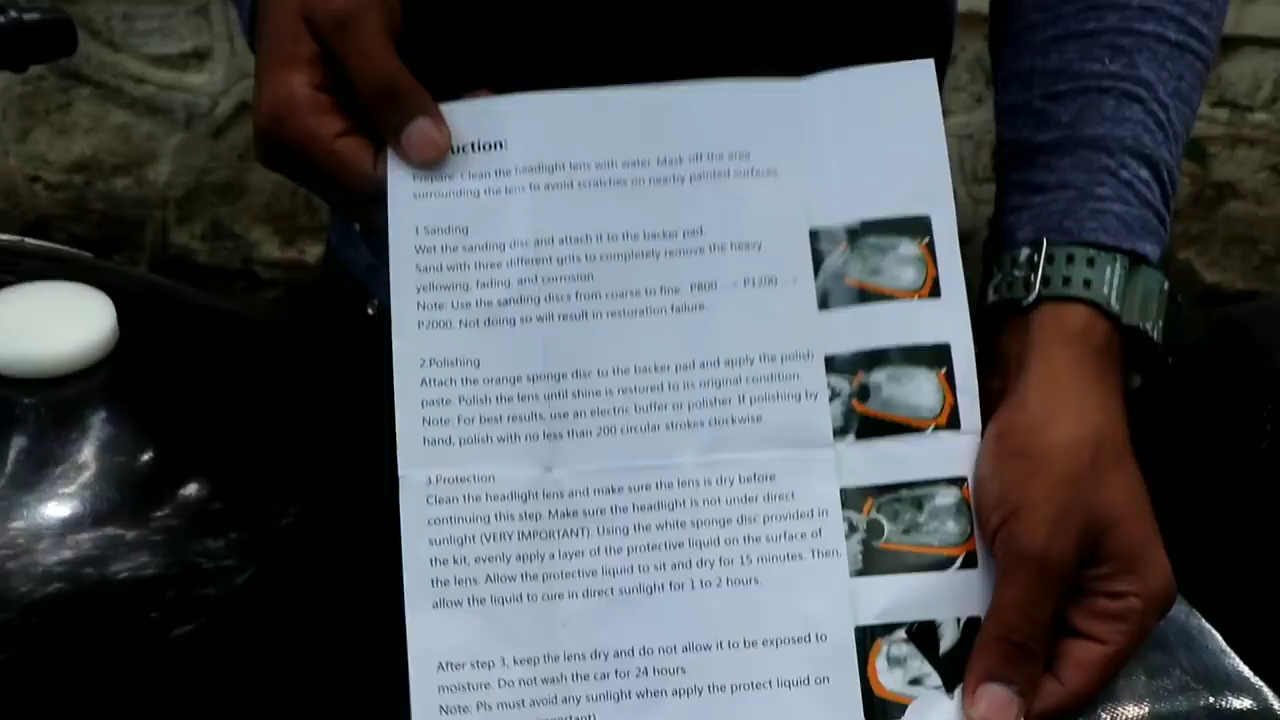 uction!
Prepare: Clean the headlight lens with water. Mask off the area
surrounding the lens to avoid scratches on nearby painted surfaces
1 Sanding
Wet the sanding disc and attach it to the backer pad.
Sand with three different grits to completely remove the heavy
yellowing, fading, and corrosion.
Note: Use the sanding discs from coarse to fine: P800 P1200
P2000. Not doing so will result in restoration failure.
2.Polishing
Attach the orange sponge disc to the backer pad and apply the polish
paste. Polish the lens until shine is restored to its original condition.
Note: For best results, use an electric buffer or polisher. If polishing by
hand, polish with no less than 200 circular strokes clockwise
3.Protection
Clean the headlight lens and make sure the lens is dry before
continuing this step. Make sure the headlight is not under direct
sunlight (VERY IMPORTANT). Using the white sponge disc provided in
the kit, evenly apply a layer of the protective liquid on the surface of
the lens. Allow the protective liquid to sit and dry for 15 minutes. Then,
allow the liquid to cure in direct sunlight for 1 to 2 hours.
After step 3, keep the lens dry and do not allow it to be exposed to
moisture. Do not wash the car for 24 hours.
Note: Pls must avoid any sunlight when apply the protect liquid on
important)